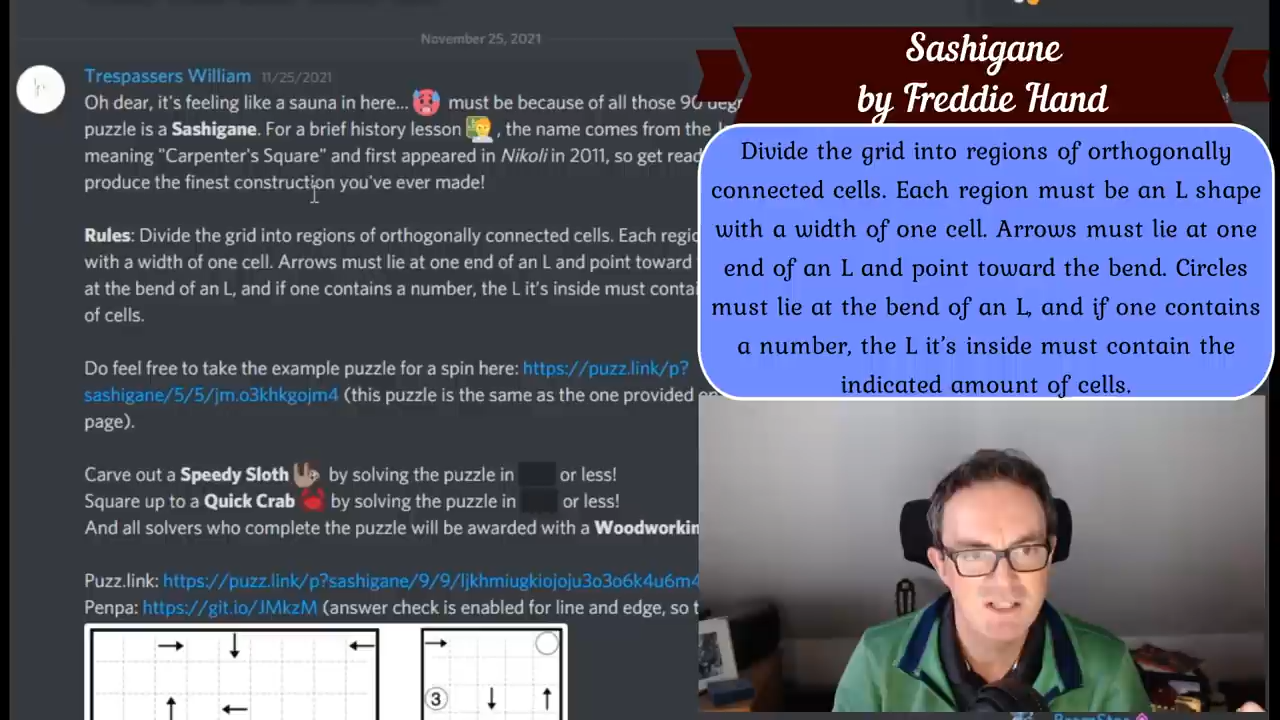 November 25, 2021
Trespassers William 11/25/2021
Oh dear, it's feeling like a sauna in here... must be because of all those 90
puzzle is a Sashigane. For a brief history lesson , the name comes from the
meaning "Carpenter's Square" and first appeared in Nikoli in 2011, so get
produce the finest construction you've ever made!
Rules: Divide the grid into regions of orthogonally connected cells. Each
with a width of one cell. Arrows must lie at one end of an L and point toward
at the bend of an L, and if one contains a number, the L it's inside must
of cells.
Do feel free to take the example puzzle for a spin here: https://puzz.link/p?
sashigane/5/5/jm.o3khkgojm4 (this puzzle is the same as the one provided
page).
Carve out a Speedy Sloth by solving the puzzle in or less!
Square up to a Quick Crab by solving the puzzle in or less!
And all solvers who complete the puzzle will be awarded with a
Puzz.link: https://puzz.link/p?sashigane/9/9/ljkhmiugkiojoju3o3o6k4u6m4
Penpa: https://git.io/JMkzM (answer check is enabled for line and edge, so
3
Sashigane
by Freddie Hand
Divide the grid into regions of orthogonally
connected cells. Each region must be an L shape
with a width of one cell. Arrows must lie at one
end of an L and point toward the bend. Circles
must lie at the bend of an L, and if one contains
a number, the L it's inside must contain the
indicated amount of cells.